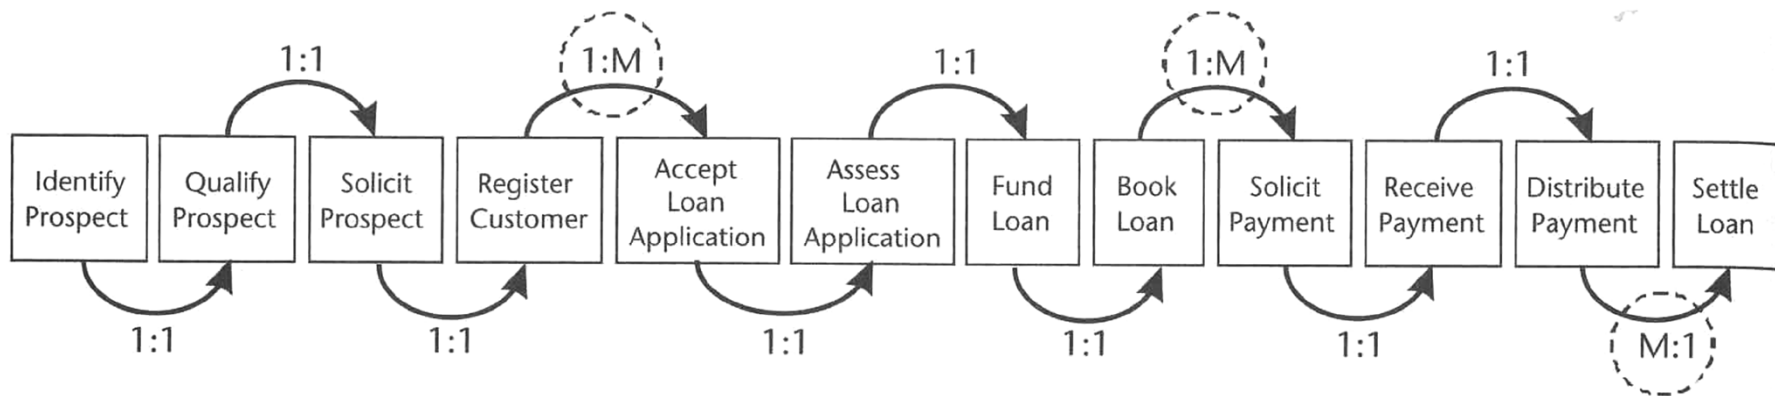 1:1
1:M
1:1
1:M
1:1
Identify
Prospect
Qualify
Prospect
Solicit
Prospect
Register
Customer
Accept
Loan
Application
Assess
Loan
Application
Fund
Loan
Book
Loan
Solicit
Payment
Receive
Payment
Distribute
Payment
Settle
Loan
1:1
1:1
1:1
1:1
1:1
M:1